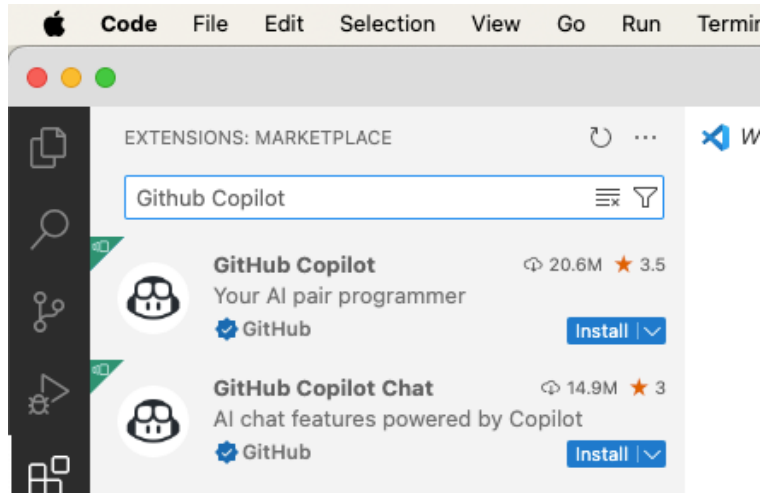 Code File Edit Selection View Go Run
EXTENSIONS: MARKETPLACE
W
Github Copilot
GitHub Copilot 20.6M 3.5
Your AI pair programmer
GitHub Install
GitHub Copilot Chat 14.9M 3
AI chat features powered by Copilot
GitHub Install